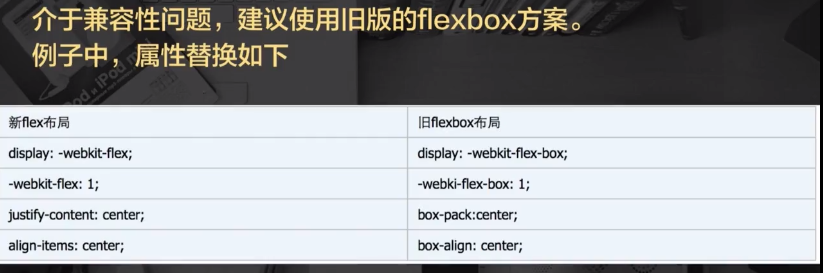 介于兼容性问题，建议使用旧版的flexbox方案。
例子中，属性替换如下
新flex布局 旧flexbox布局
display: -webkit-flex; display: -webkit-flex-box;
-webkit-flex: 1; -webki-flex-box: 1;
justify-content: center; box-pack:center;
align-items: center; box-align: center;